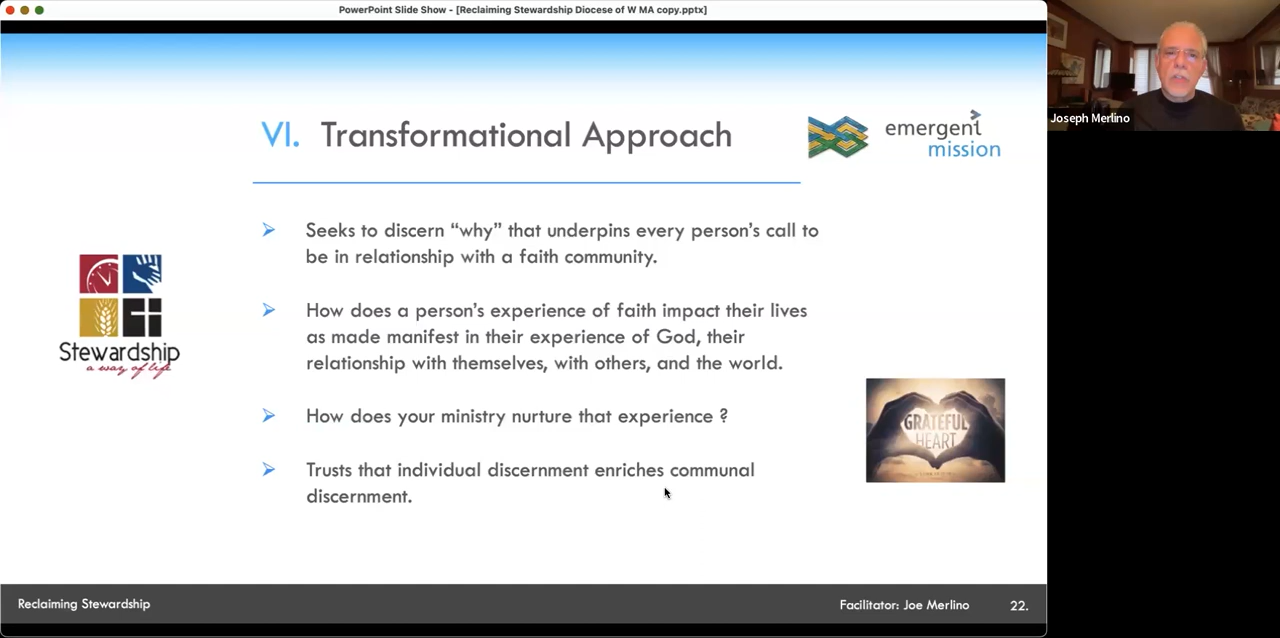 PowerPoint Slide Show - [Reclaiming Stewardship Diocese of W MA copy.pptx]
VI. Transformational Approach
emergent
mission
Seeks to discern “why” that underpins every person’s call to
be in relationship with a faith community.
How does a person’s experience of faith impact their lives
as made manifest in their experience of God, their
relationship with themselves, with others, and the world.
How does your ministry nurture that experience ?
Trusts that individual discernment enriches communal
discernment.
Stewardship
a way of life
GRATEFUL
HEART
Reclaiming Stewardship
Facilitator: Joe Merlino
22.
Joseph Merlino